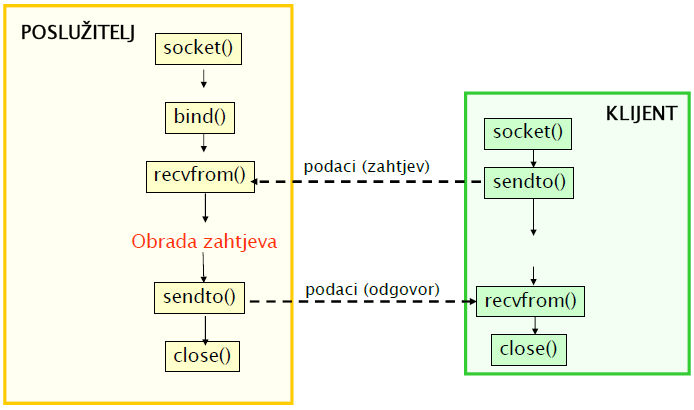 POSLUŽITELJ
socket()
bind()
recvfrom()
Obrada zahtjeva
sendto()
close()
podaci (zahtjev)
podaci (odgovor)
KLIJENT
socket()
sendto()
recvfrom()
close()